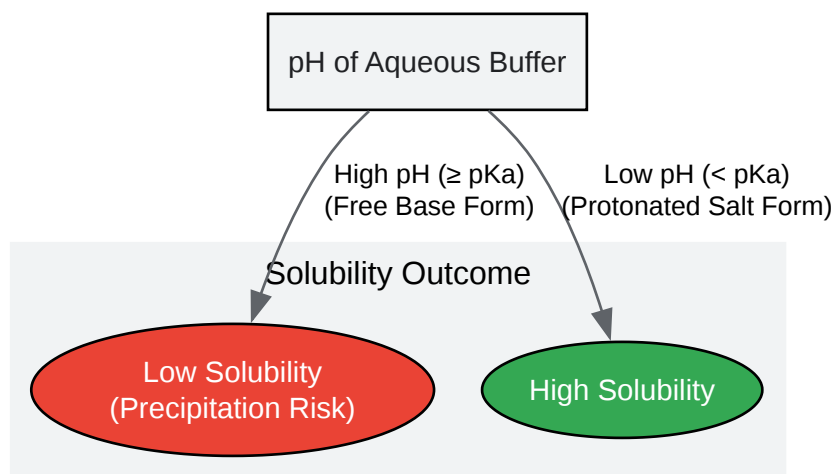 pH of Aqueous Buffer
High pH (≥ pKa)
(Free Base Form)
Low pH (< pKa)
(Protonated Salt Form)
Solubility Outcome
Low Solubility
(Precipitation Risk)
High Solubility